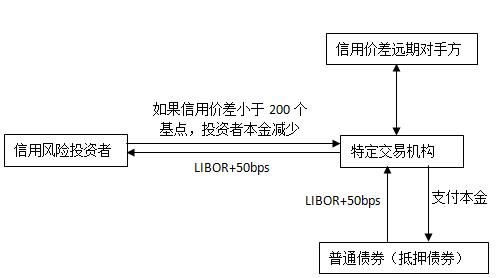 信用价差远期对手方
如果信用价差小于 200 个
基点，投资者本金减少
信用风险投资者
特定交易机构
LIBOR+50bps
LIBOR+50bps
支付本金
普通债券（抵押债券）